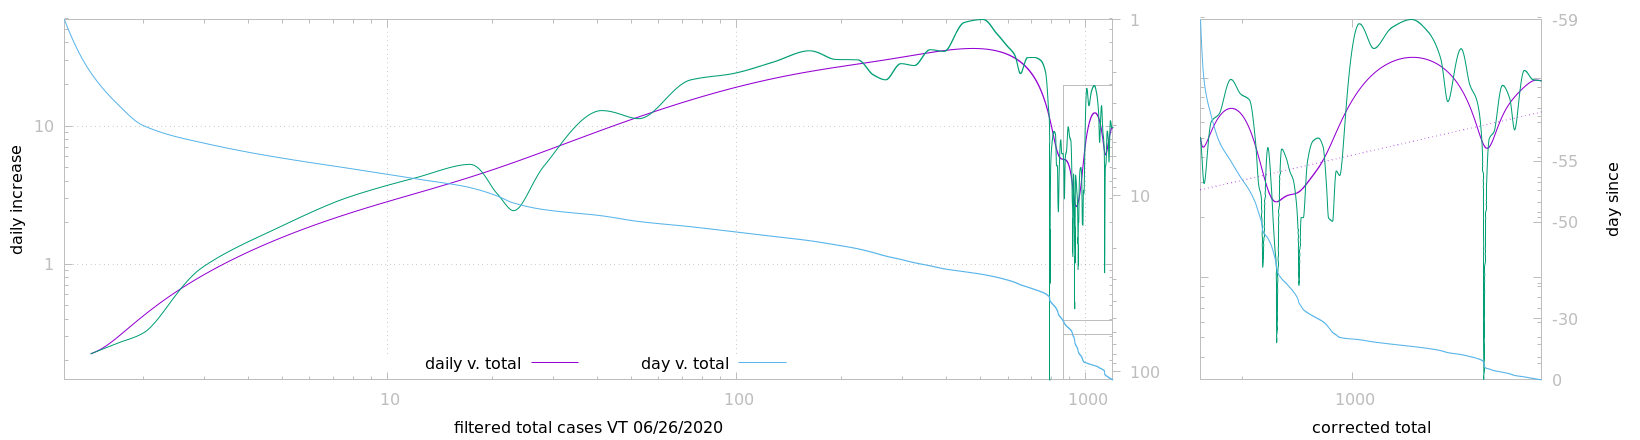 1
-59
10
daily increase
-55
10
-50
day since
1
-30
daily v. total
day v. total
100
0
10
100
1000
1000
filtered total cases VT 06/26/2020
corrected total